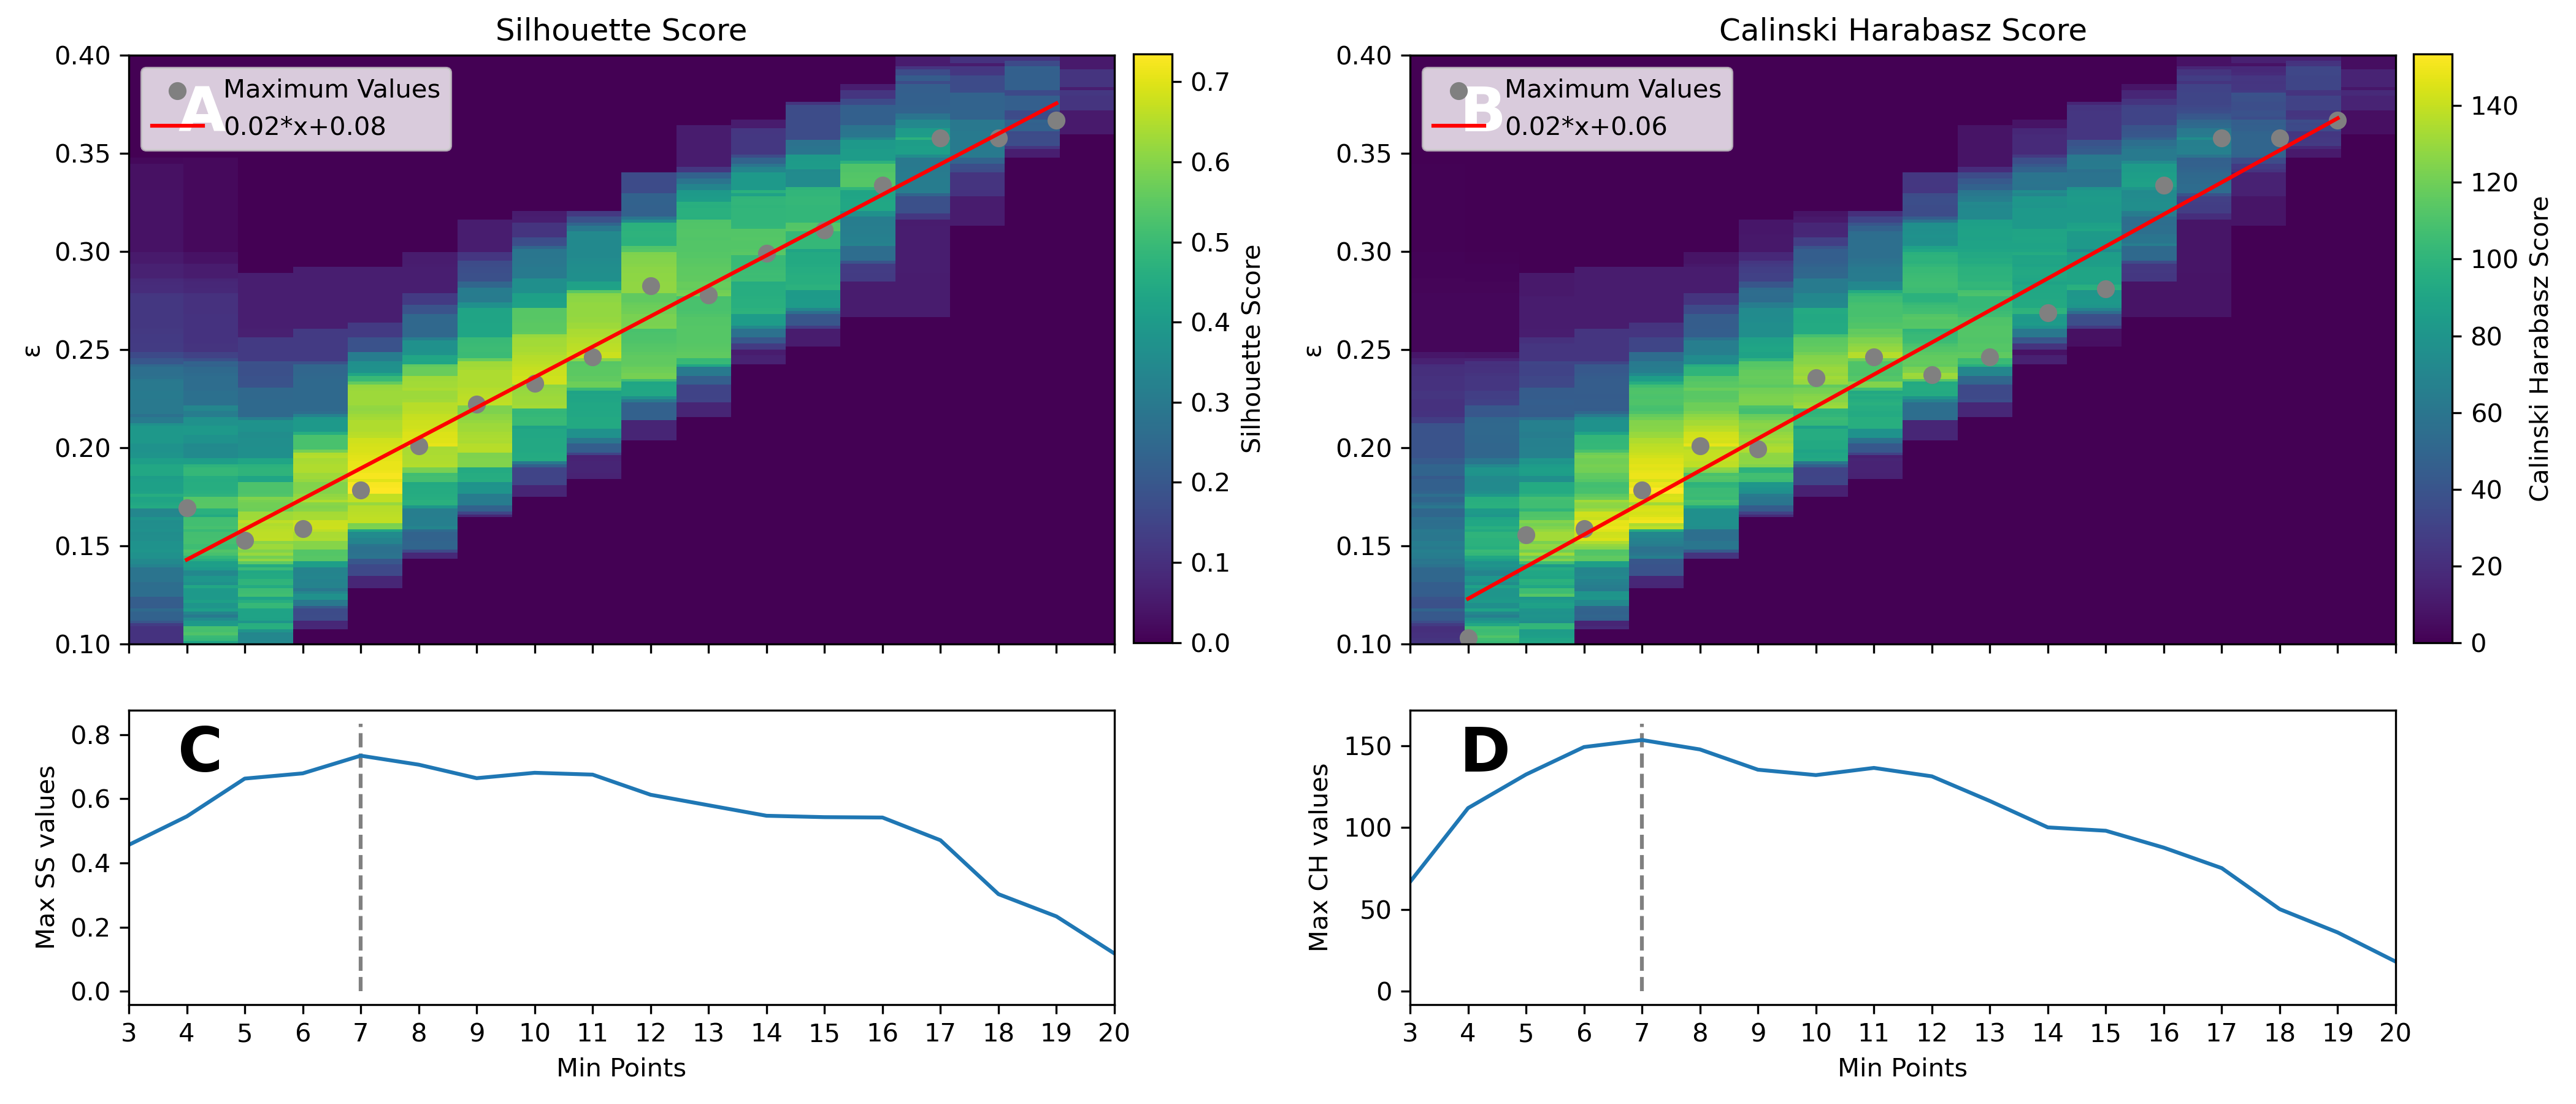 Silhouette Score
A
Maximum Values
0.02*x+0.08
0.40
0.35
0.30
0.25
0.20
0.15
0.10
ε
0.7
0.6
0.5
0.4
0.3
0.2
0.1
0.0
Silhouette Score
Calinski Harabasz Score
B
Maximum Values
0.02*x+0.06
0.40
0.35
0.30
0.25
0.20
0.15
0.10
ε
140
120
100
80
60
40
20
0
Calinski Harabasz Score
C
0.8
0.6
0.4
0.2
0.0
Max SS values
3 4 5 6 7 8 9 10 11 12 13 14 15 16 17 18 19 20
Min Points
D
150
100
50
0
Max CH values
3 4 5 6 7 8 9 10 11 12 13 14 15 16 17 18 19 20
Min Points